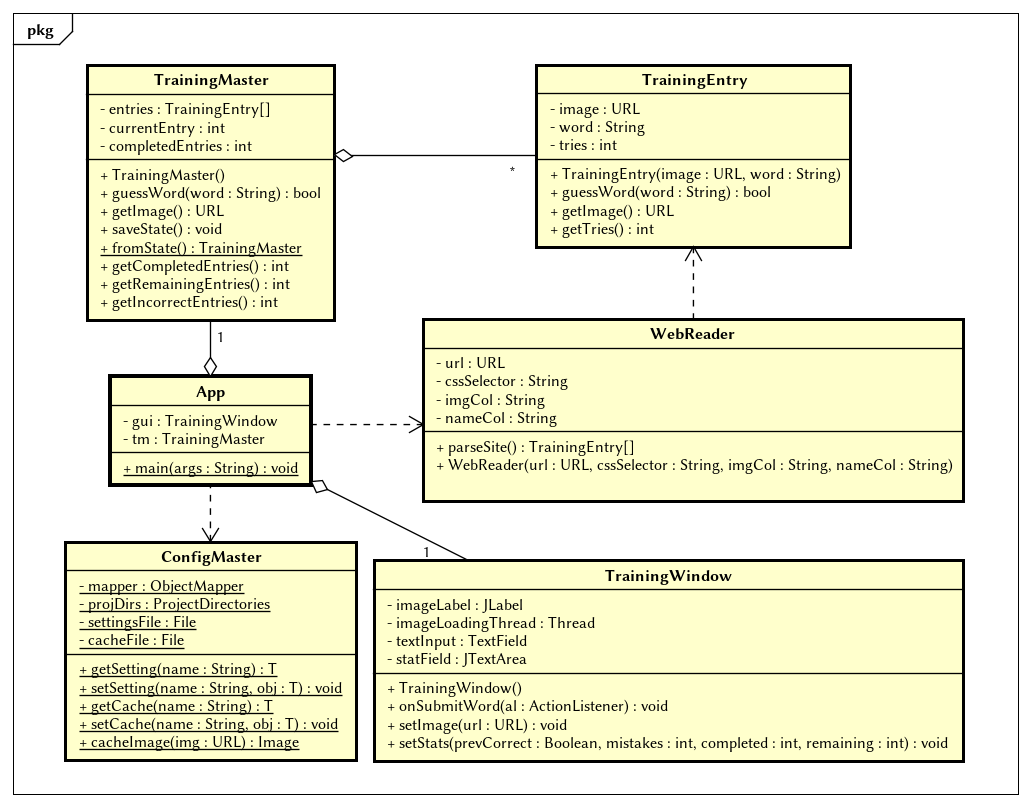 pkg
TrainingMaster
- entries : TrainingEntry[]
- currentEntry : int
- completedEntries : int
+ TrainingMaster()
+ guessWord(word : String) : bool
+ getImage() : URL
+ saveState() : void
+ fromState() : TrainingMaster
+ getCompletedEntries() : int
+ getRemainingEntries() : int
+ getIncorrectEntries() : int
*
TrainingEntry
- image : URL
- word : String
- tries : int
+ TrainingEntry(image : URL, word : String)
+ guessWord(word : String) : bool
+ getImage() : URL
+ getTries() : int
1
App
- gui : TrainingWindow
- tm : TrainingMaster
+ main(args : String) : void
WebReader
- url : URL
- cssSelector : String
- imgCol : String
- nameCol : String
+ parseSite() : TrainingEntry[]
+ WebReader(url : URL, cssSelector : String, imgCol : String, nameCol : String)
1
ConfigMaster
- mapper : ObjectMapper
- projDirs : ProjectDirectories
- settingsFile : File
- cacheFile : File
+ getSetting(name : String) : T
+ setSetting(name : String, obj : T) : void
+ getCache(name : String) : T
+ setCache(name : String, obj : T) : void
+ cacheImage(img : URL) : Image
TrainingWindow
- imageLabel : JLabel
- imageLoadingThread : Thread
- textInput : TextField
- statField : JTextArea
+ TrainingWindow()
+ onSubmitWord(al : ActionListener) : void
+ setImage(url : URL) : void
+ setStats(prevCorrect : Boolean, mistakes : int, completed : int, remaining : int) : void